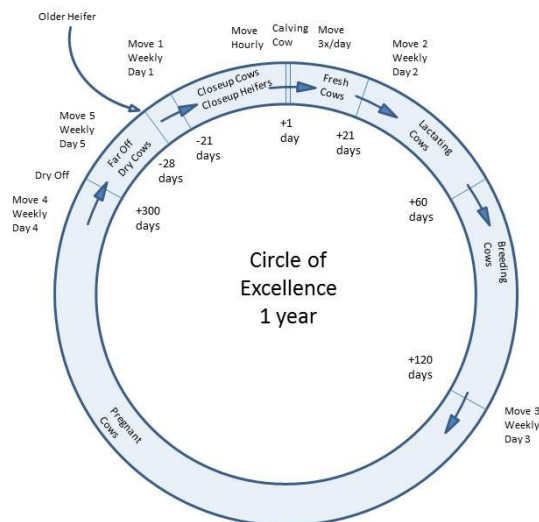 Older Heifer
Move 1
Weekly
Day 1
Move
Hourly
Calving
Cow
Move
3x/day
Move 2
Weekly
Day 2
Closeup Cows
Closeup Heifers
Fresh
Cows
Lactating
Cows
Breeding
Cows
Move 5
Weekly
Day 5
Far Off
Dry Cows
Dry Off
Move 4
Weekly
Day 4
-28
days
-21
days
+1
day
+21
days
+300
days
+60
days
Circle of
Excellence
1 year
+120
days
Move 3
Weekly
Day 3
Pregnant
Cows